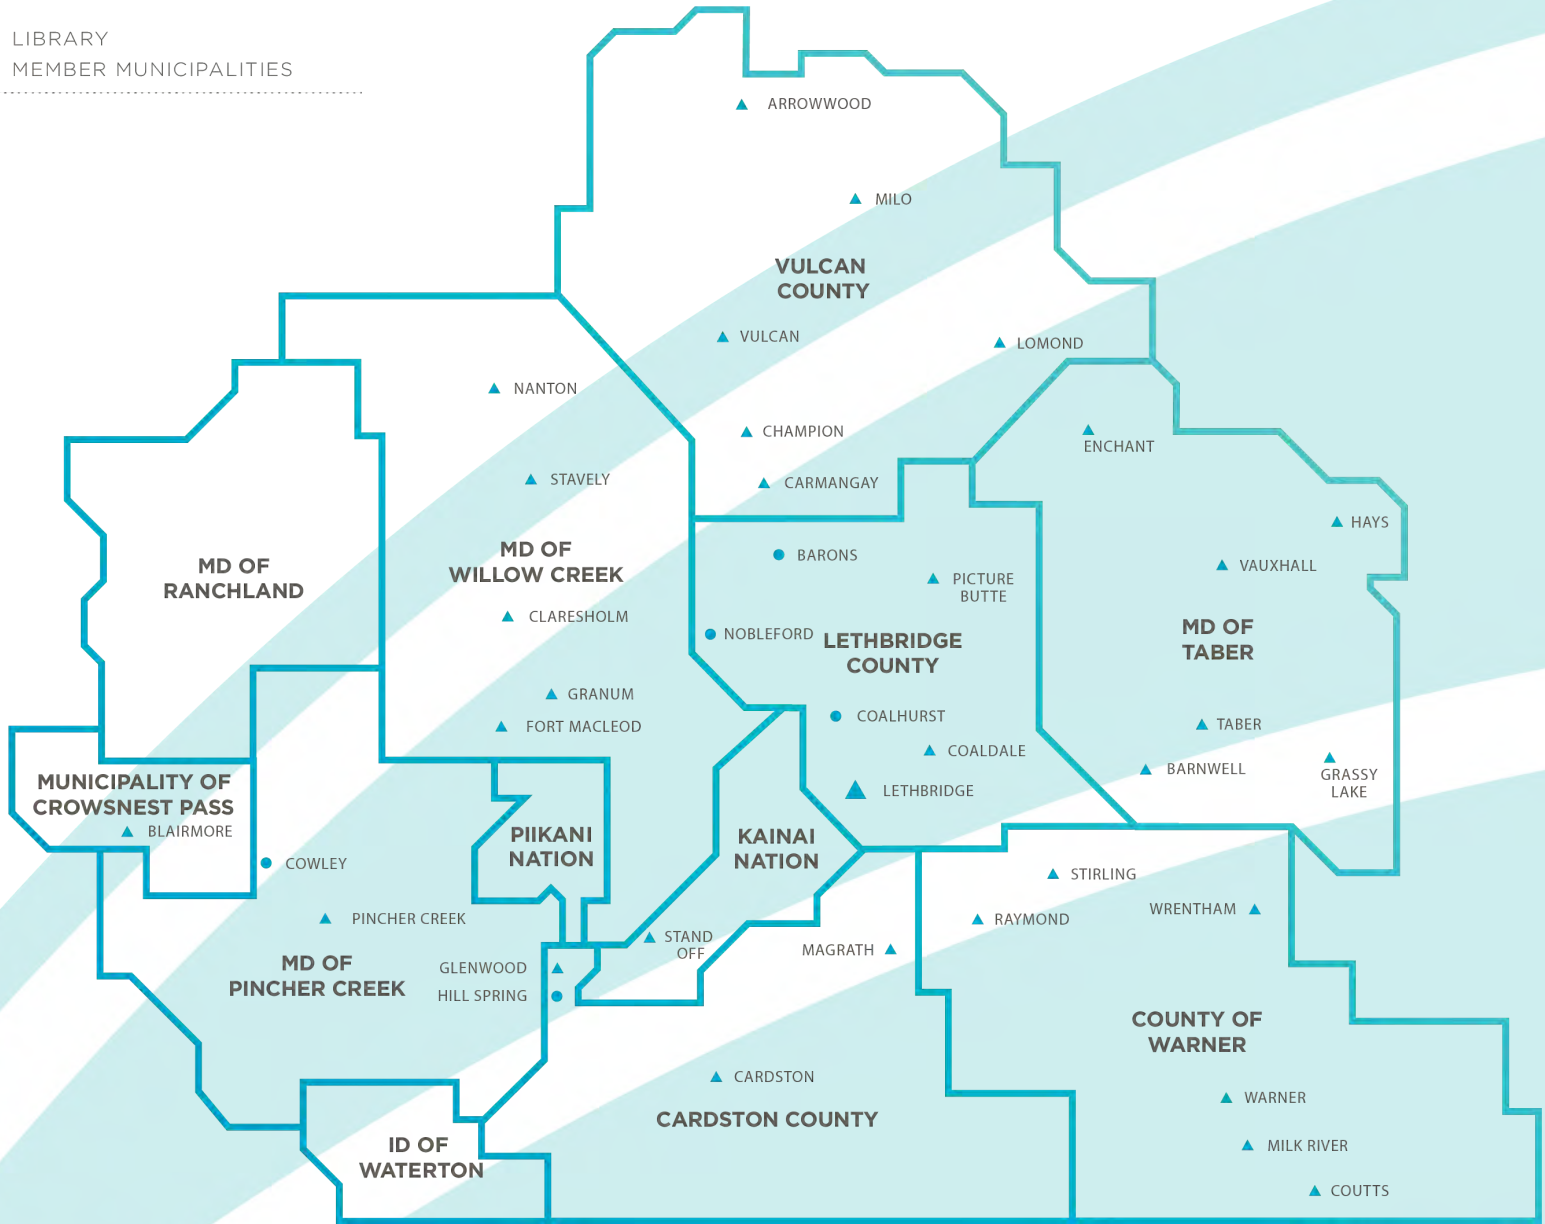 LIBRARY
MEMBER MUNICIPALITIES
ARROWWOOD
MILO
VULCAN
COUNTY
VULCAN
LOMOND
NANTON
CHAMPION
ENCHANT
STAVELY
CARMANGAY
HAYS
MD OF
WILLOW CREEK
BARONS
MD OF
RANCHLAND
PICTURE
BUTTE
VAUXHALL
CLARESHOLM
NOBLEFORD
LETHBRIDGE
COUNTY
MD OF
TABER
GRANUM
FORT MACLEOD
COALHURST
TABER
COALDALE
BARNWELL
GRASSY
LAKE
LETHBRIDGE
MUNICIPALITY OF
CROWSNEST PASS
BLAIRMORE
PIIKANI
NATION
KAINAI
NATION
COWLEY
STIRLING
PINCHER CREEK
RAYMOND
WRENTHAM
STAND
OFF
MAGRATH
MD OF
PINCHER CREEK
GLENWOOD
HILL SPRING
COUNTY OF
WARNER
CARDSTON
CARDSTON COUNTY
WARNER
ID OF
WATERTON
MILK RIVER
COUTTS